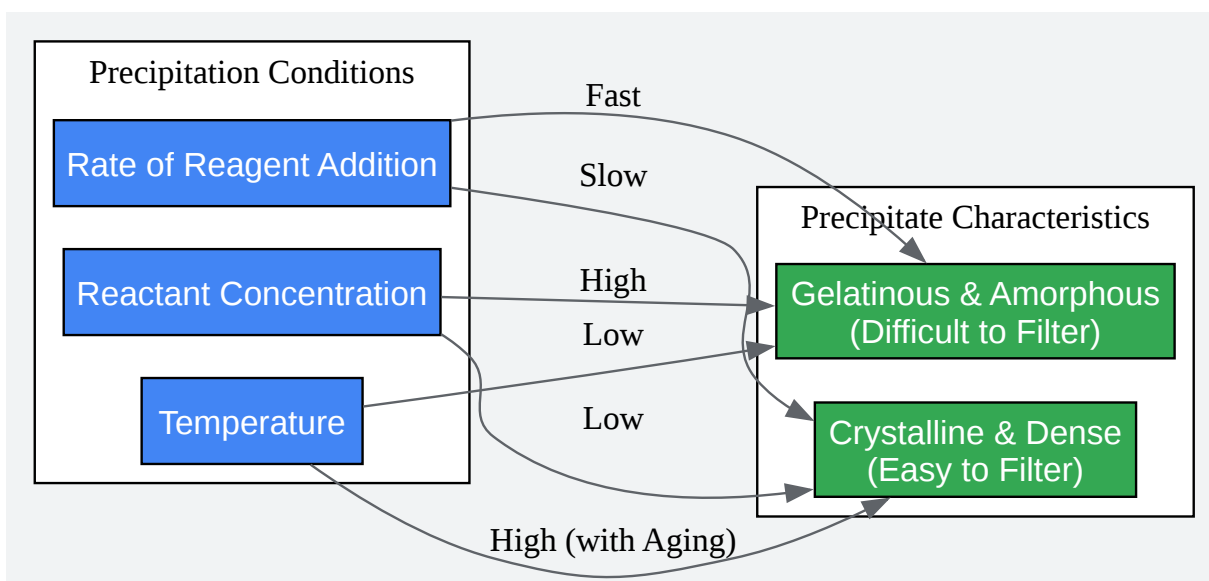 Precipitation Conditions
Rate of Reagent Addition
Reactant Concentration
Temperature
Fast
Slow
High
Low
Low
High (with Aging)
Precipitate Characteristics
Gelatinous & Amorphous
(Difficult to Filter)
Crystalline & Dense
(Easy to Filter)